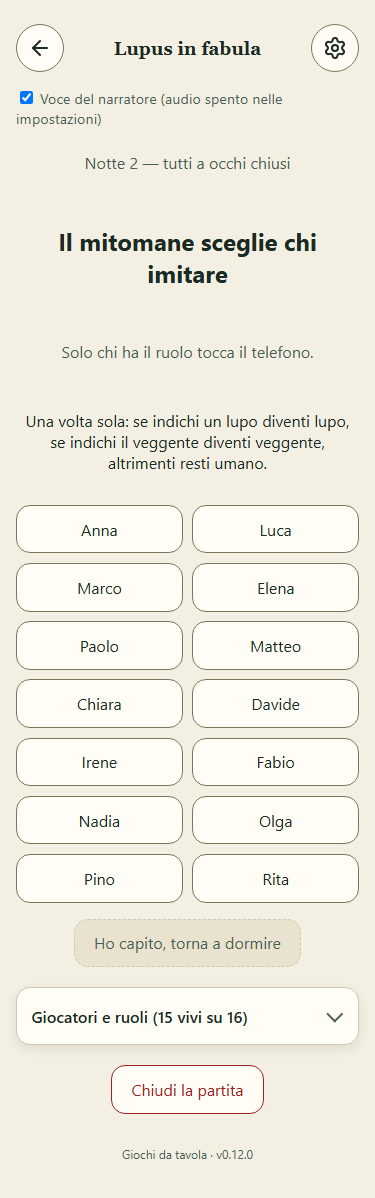 Lupus in fabula
Voce del narratore (audio spento nelle
impostazioni)
Notte 2 — tutti a occhi chiusi
Il mitomane sceglie chi
imitare
Solo chi ha il ruolo tocca il telefono.
Una volta sola: se indichi un lupo diventi lupo,
se indichi il veggente diventi veggente,
altrimenti resti umano.
Anna
Luca
Marco
Elena
Paolo
Matteo
Chiara
Davide
Irene
Fabio
Nadia
Olga
Pino
Rita
Ho capito, torna a dormire
Giocatori e ruoli (15 vivi su 16)
Chiudi la partita
Giochi da tavola · v0.12.0